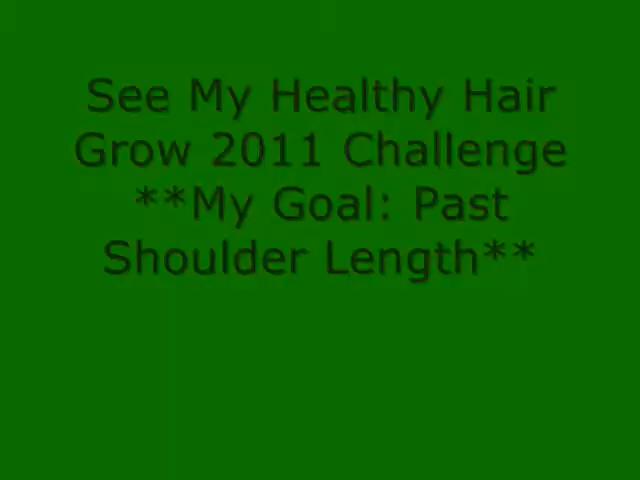 See My Healthy Hair
Grow 2011 Challenge
**My Goal: Past
Shoulder Length**